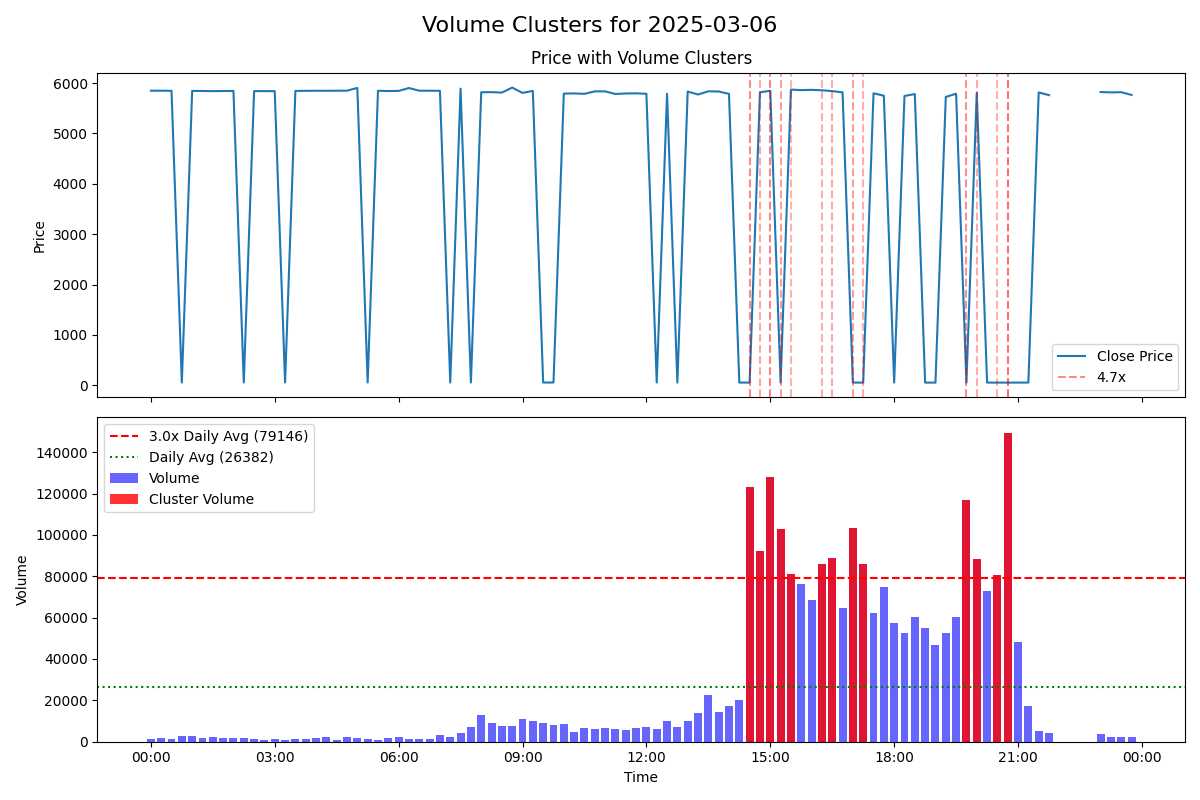 Volume Clusters for 2025-03-06
Price with Volume Clusters
6000
5000
4000
3000
2000
1000
0
Price
Close Price
4.7x
140000
120000
100000
80000
60000
40000
20000
0
Volume
3.0x Daily Avg (79146)
Daily Avg (26382)
Volume
Cluster Volume
00:00 03:00 06:00 09:00 12:00 15:00 18:00 21:00 00:00
Time